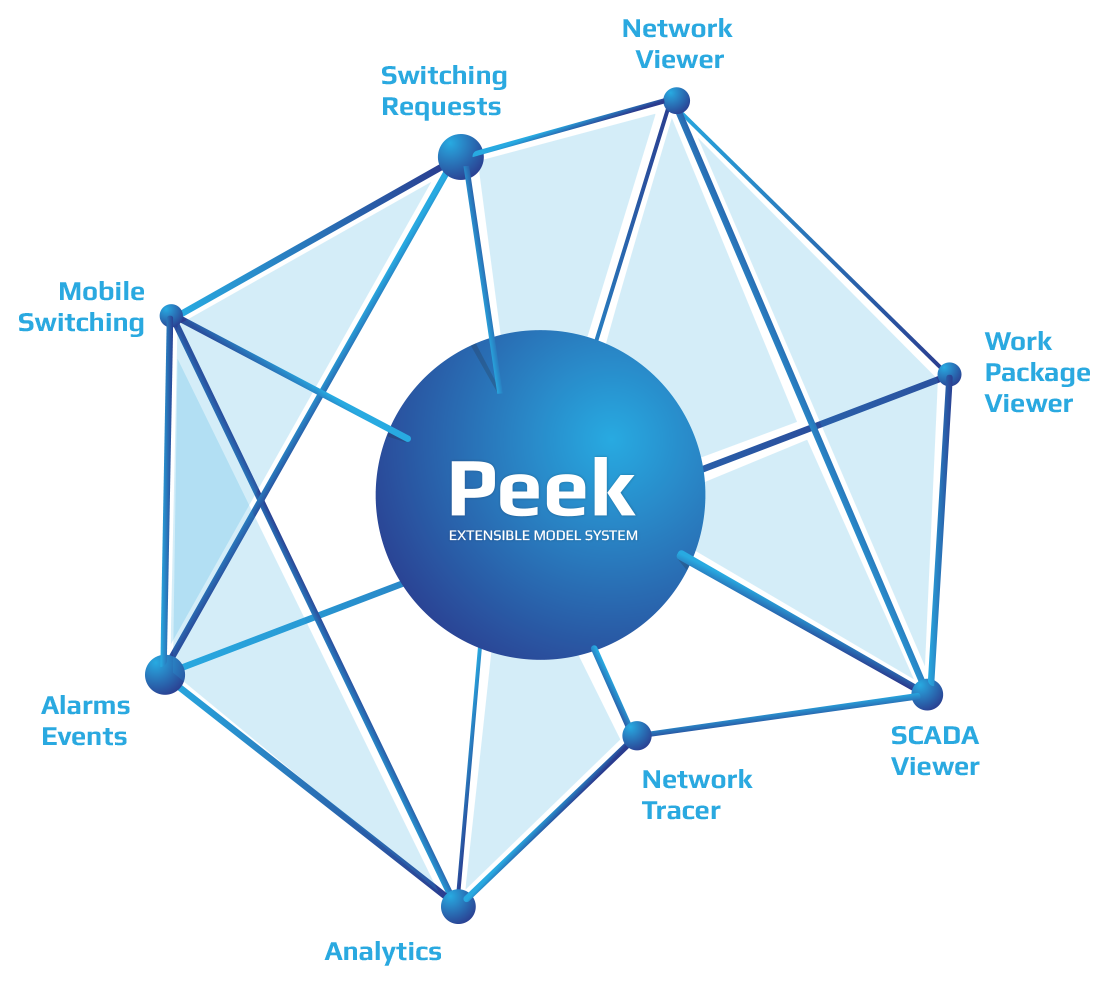 Network
Viewer
Switching
Requests
Mobile
Switching
Work
Package
Viewer
Peek
EXTENSIBLE MODEL SYSTEM
Alarms
Events
SCADA
Viewer
Network
Tracer
Analytics